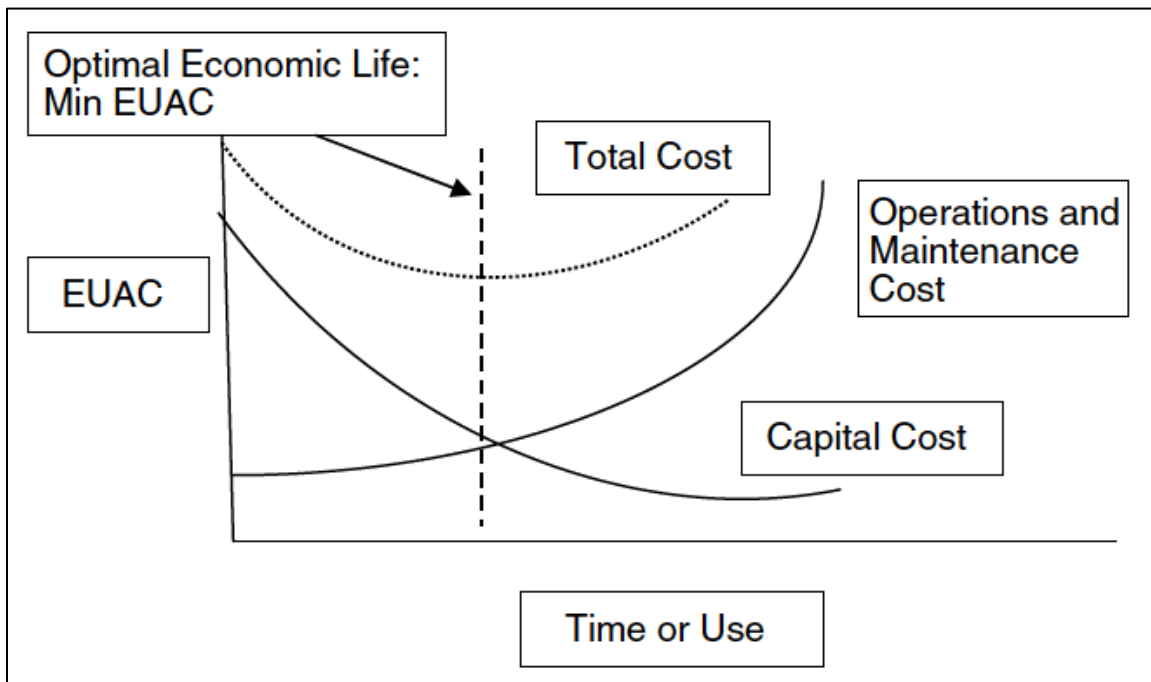 Optimal Economic Life:
Min EUAC
Total Cost
Operations and
Maintenance
Cost
EUAC
Capital Cost
Time or Use